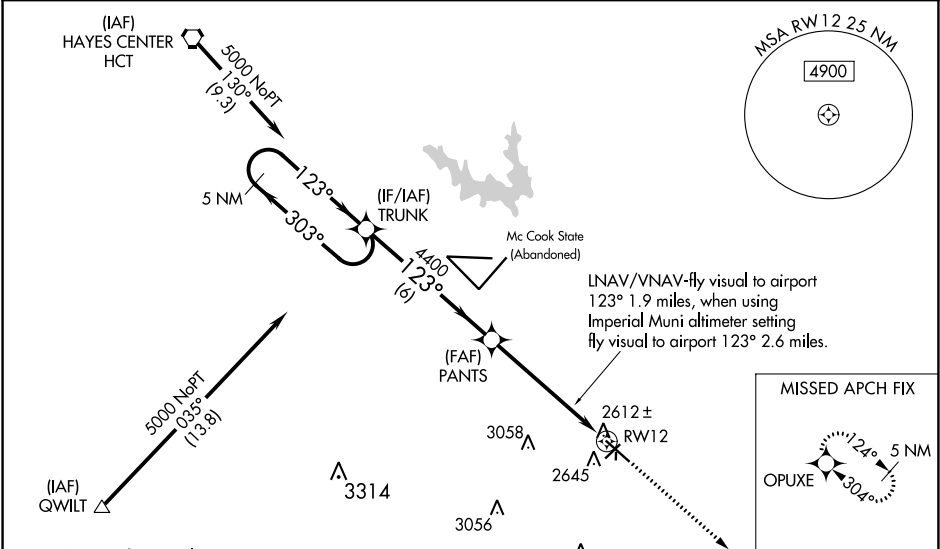 (IAF)
HAYES CENTER
HCT
5000 NoPT
130°
(9.3)
MSA RW12 25 NM
4900
123°
5 NM
303°
(IF/IAF)
TRUNK
Mc Cook State
(Abandoned)
4400
123°
(6)
LNAV/VNAV-fly visual to airport
123° 1.9 miles, when using
Imperial Muni altimeter setting
fly visual to airport 123° 2.6 miles.
(FAF)
PANTS
5000 NoPT
035°
(13.8)
MISSED APCH FIX
2612±
RW12
3058
2645
124°
5 NM
OPUXE
304°
(IAF)
QWILT
3314
3056